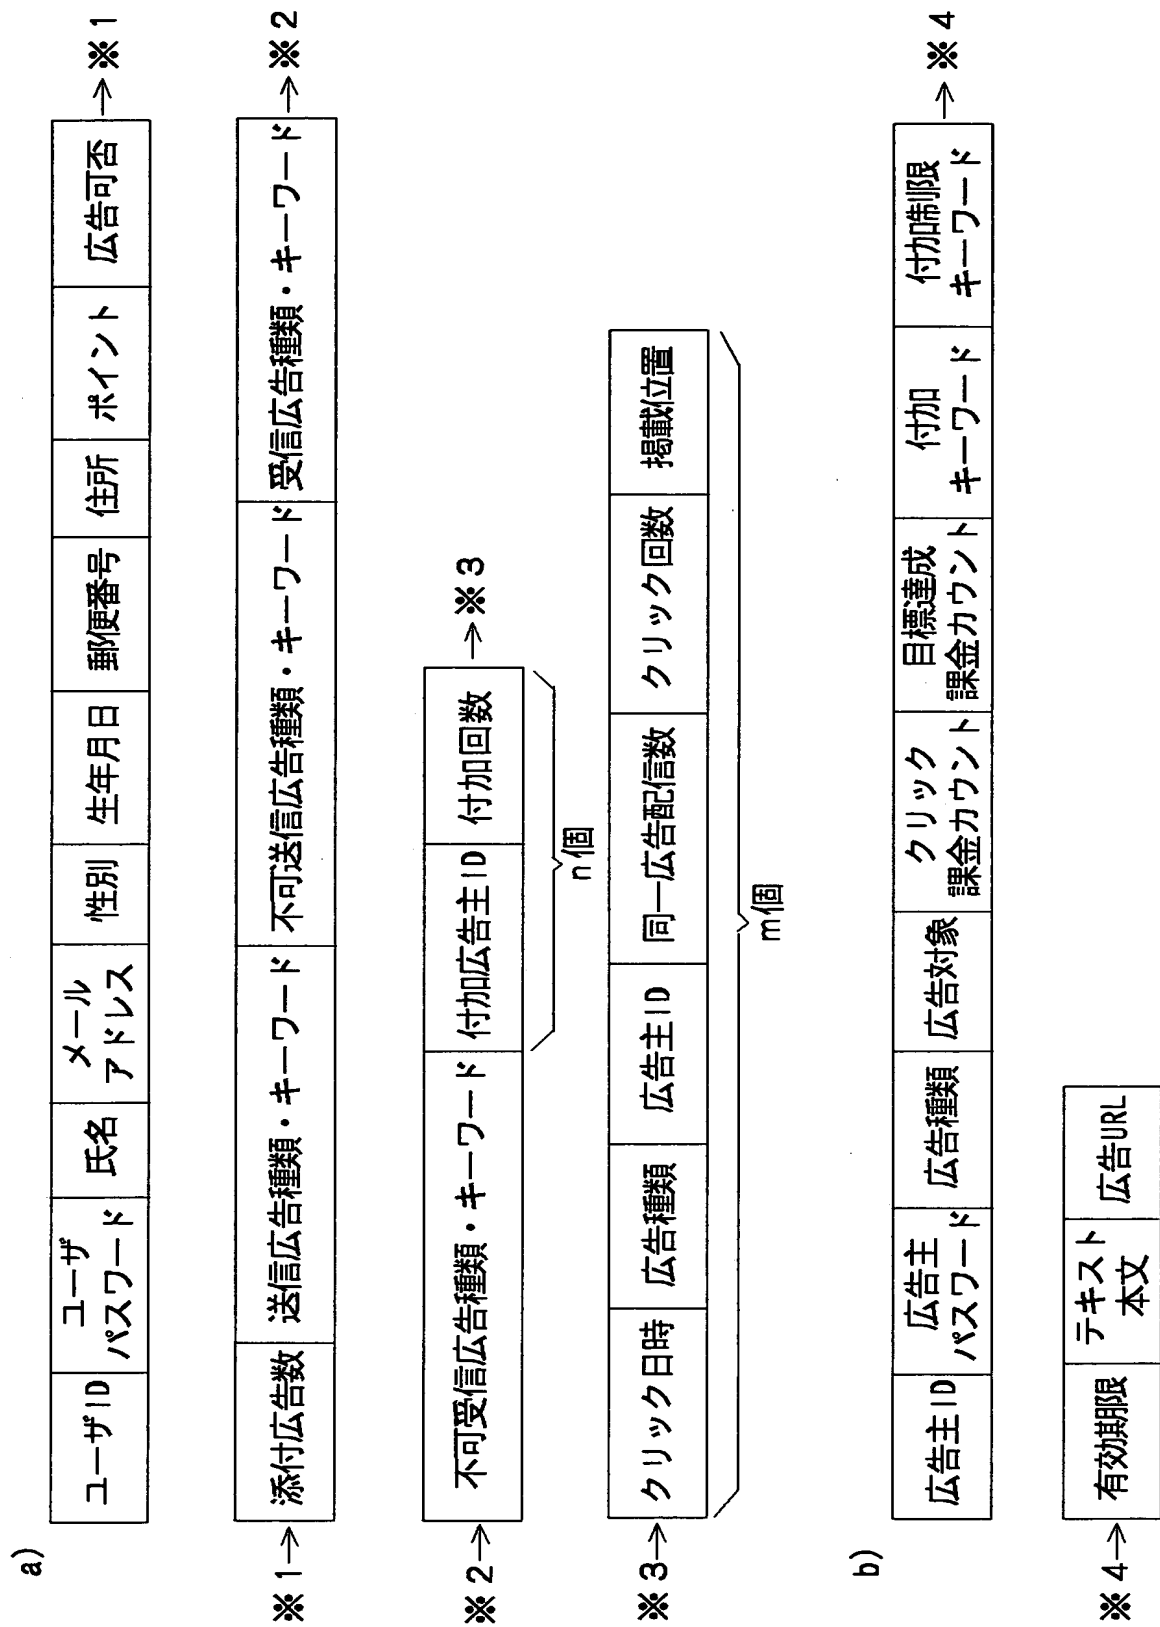 a)
ユーザID
ユーザ
パスワード
氏名
メール
アドレス
性別
生年月日
郵便番号
住所
ポイント
広告可否
→※1
※1→
添付広告数
送信広告種類・キーワード
不可送信広告種類・キーワード
受信広告種類・キーワード
→※2
※2→
不可受信広告種類・キーワード
付加広告主ID
付加回数
→※3
n個
※3→
クリック日時
広告種類
広告主ID
同一広告配信数
クリック回数
掲載位置
m個
b)
広告主ID
広告主
パスワード
広告種類
広告対象
クリック
課金カウント
目標達成
課金カウント
付加
キーワード
付加制限
キーワード
→※4
※4→
有効期限
テキスト
本文
広告URL